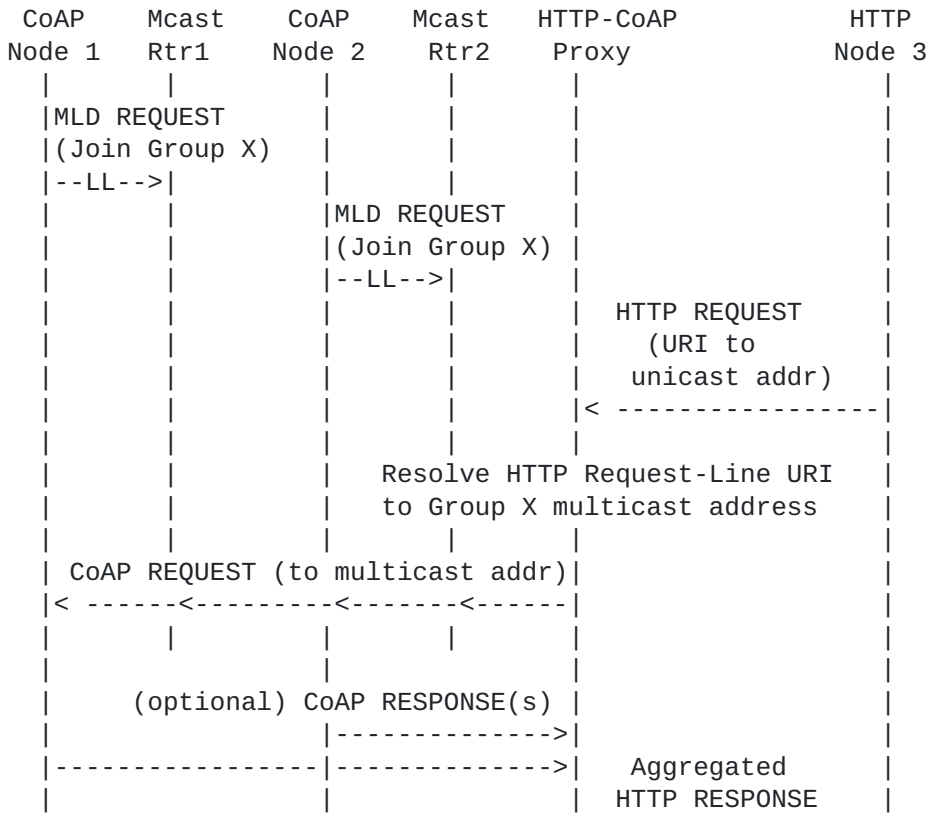 CoAP Mcast CoAP Mcast HTTP-CoAP HTTP
Node 1 Rtr1 Node 2 Rtr2 Proxy Node 3
MLD REQUEST
(Join Group X)
--LL-->
MLD REQUEST
(Join Group X)
--LL-->
HTTP REQUEST
(URI to
unicast addr)
< -----------------
Resolve HTTP Request-Line URI
to Group X multicast address
CoAP REQUEST (to multicast addr)
< ------<---------<-------<------
(optional) CoAP RESPONSE(s)
-------------->
-----------------|-------------->| Aggregated
HTTP RESPONSE